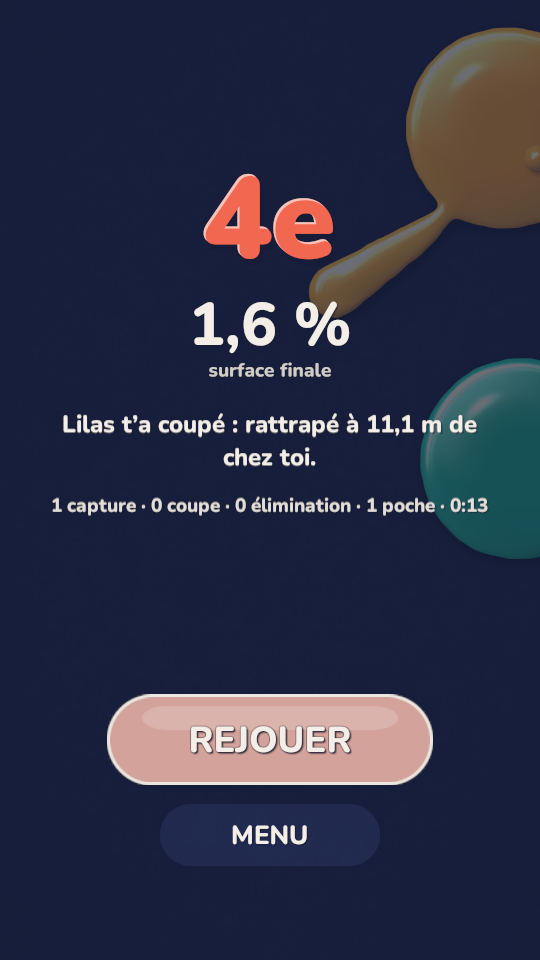 4e
1,6 %
surface finale
Lilas t’a coupé : rattrapé à 11,1 m de
chez toi.
1 capture · 0 coupe · 0 élimination · 1 poche · 0:13
REJOUER
MENU